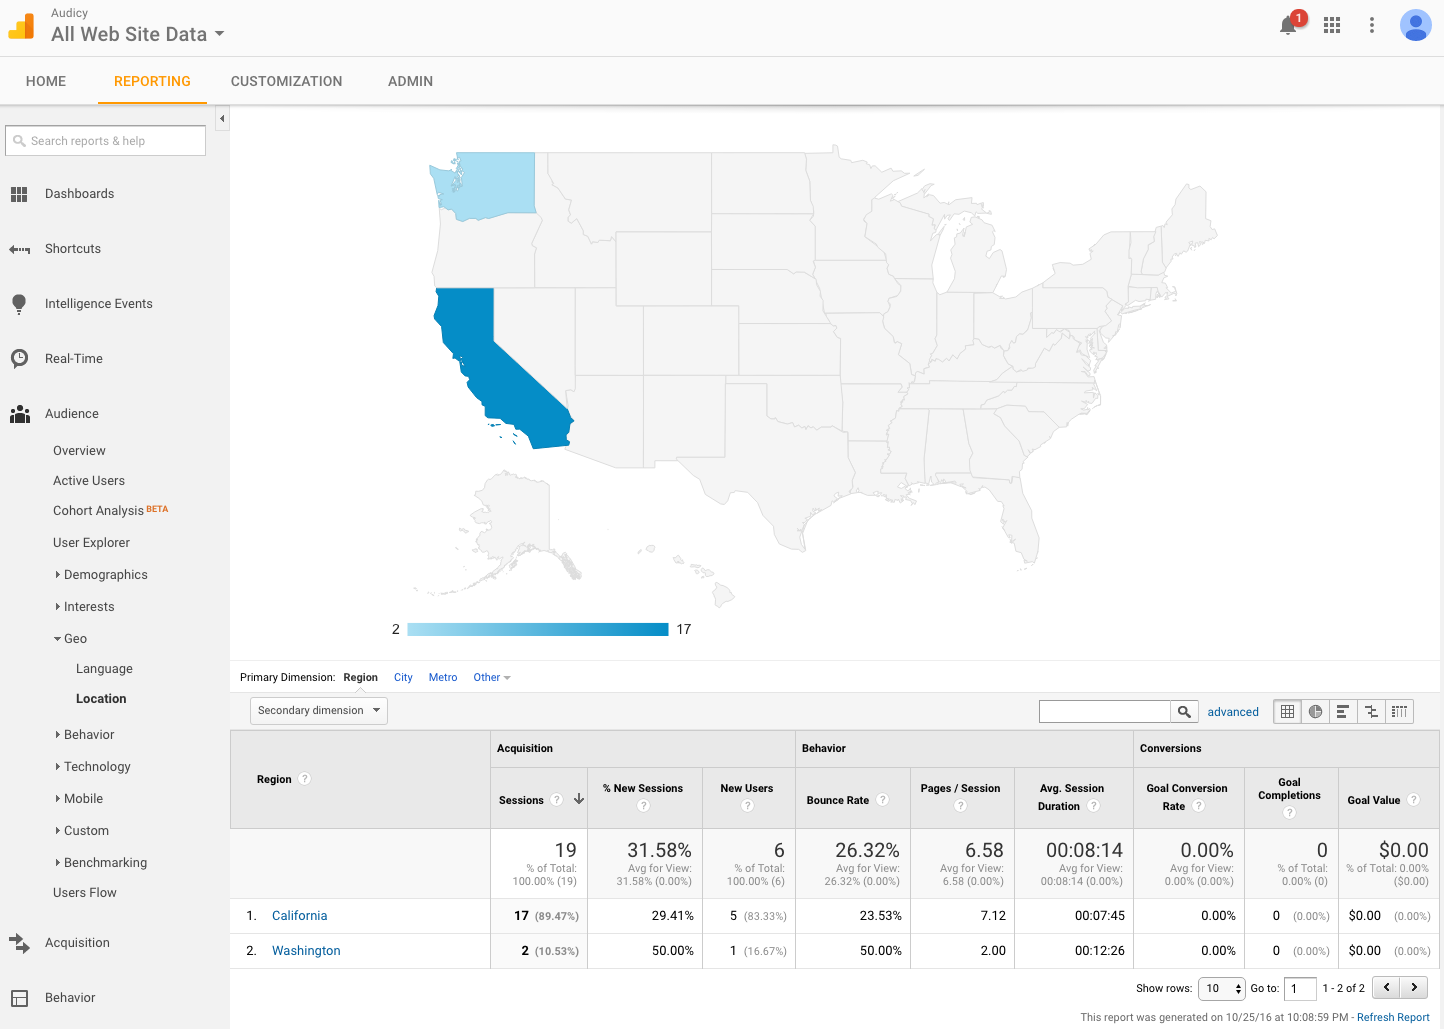 Audicy
All Web Site Data
1
HOME REPORTING CUSTOMIZATION ADMIN
Search reports & help
Dashboards
Shortcuts
Intelligence Events
Real-Time
Audience
Overview
Active Users
Cohort Analysis BETA
User Explorer
Demographics
Interests
Geo
Language
Location
Behavior
Technology
Mobile
Custom
Benchmarking
Users Flow
Acquisition
Behavior
2 17
Primary Dimension: Region City Metro Other
Secondary dimension
advanced
Acquisition Behavior Conversions
Region ?
Sessions ?
% New Sessions ?
New Users ?
Bounce Rate ?
Pages / Session ?
Avg. Session Duration ?
Goal Conversion Rate ?
Goal Completions ?
Goal Value ?
19 31.58% 6 26.32% 6.58 00:08:14 0.00% 0 $0.00
% of Total: Avg for View: % of Total: Avg for View: Avg for View: Avg for View: Avg for View: % of Total: % of Total: 0.00%
100.00% (19) 31.58% (0.00%) 100.00% (6) 26.32% (0.00%) 6.58 (0.00%) 00:08:14 (0.00%) 0.00% (0.00%) 0.00% (0) ($0.00)
1. California 17 (89.47%) 29.41% 5 (83.33%) 23.53% 7.12 00:07:45 0.00% 0 (0.00%) $0.00 (0.00%)
2. Washington 2 (10.53%) 50.00% 1 (16.67%) 50.00% 2.00 00:12:26 0.00% 0 (0.00%) $0.00 (0.00%)
Show rows: 10 Go to: 1 1 - 2 of 2
This report was generated on 10/25/16 at 10:08:59 PM - Refresh Report